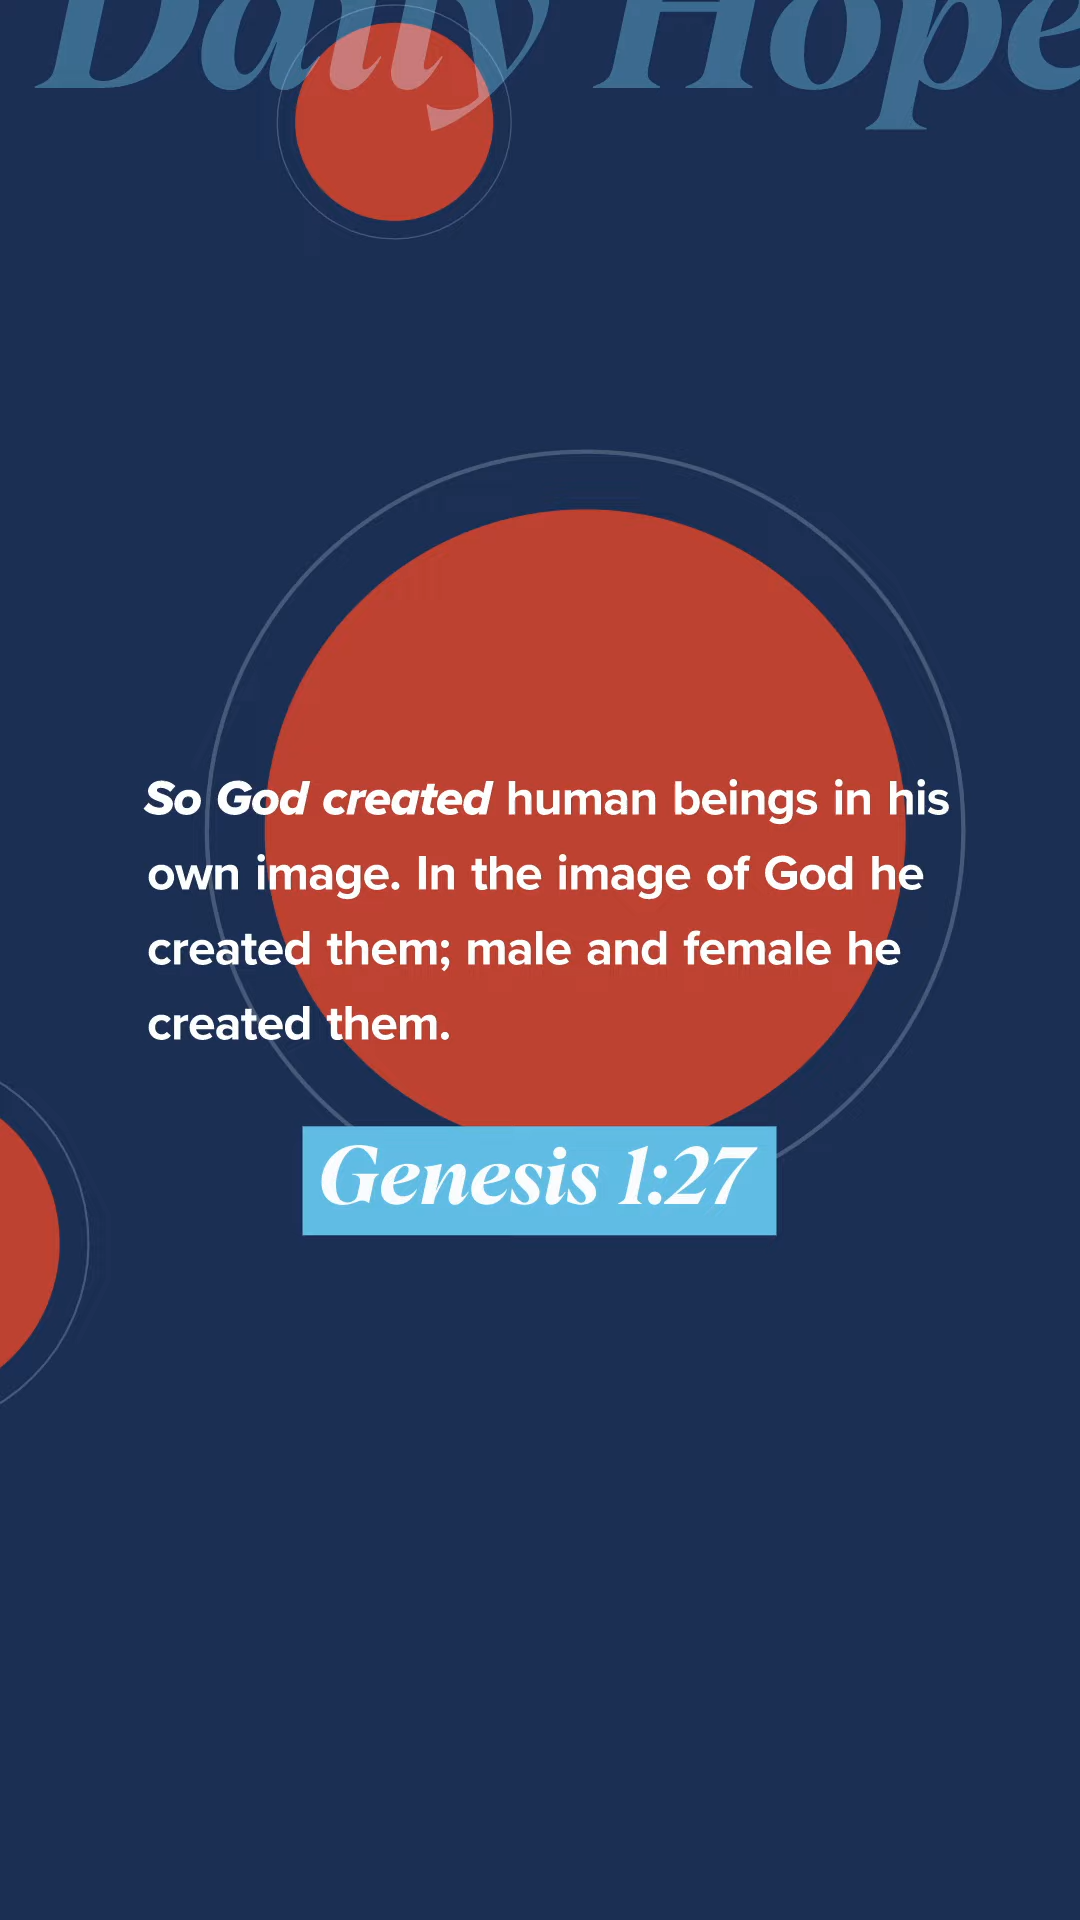 Daily Hope
So God created human beings in his
own image. In the image of God he
created them; male and female he
created them.
Genesis 1:27